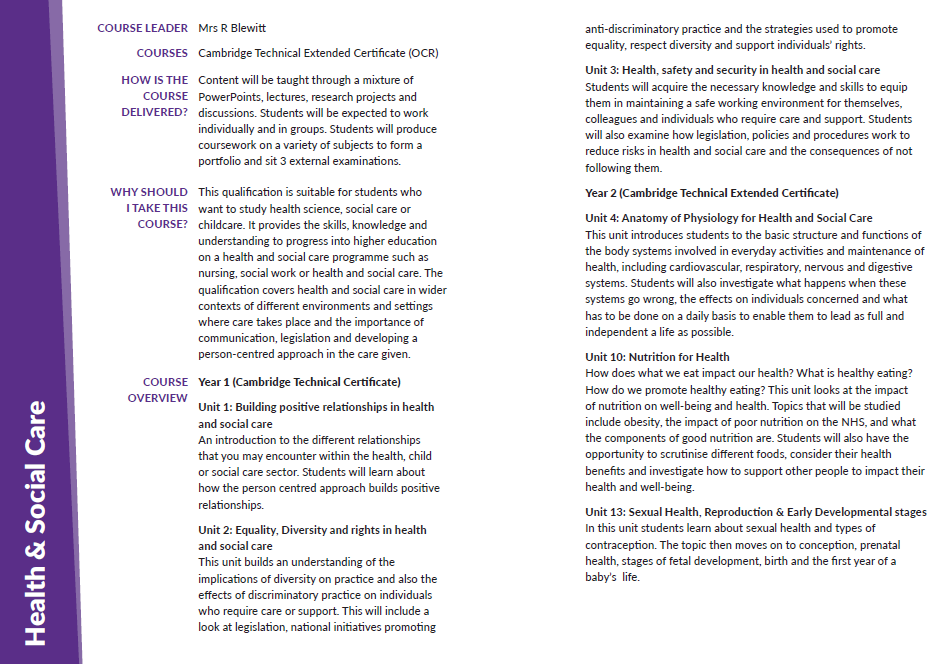 Health & Social Care
COURSE LEADER Mrs R Blewitt
COURSES Cambridge Technical Extended Certificate (OCR)
HOW IS THE Content will be taught through a mixture of
COURSE PowerPoints, lectures, research projects and
DELIVERED? discussions. Students will be expected to work
individually and in groups. Students will produce
coursework on a variety of subjects to form a
portfolio and sit 3 external examinations.
WHY SHOULD This qualification is suitable for students who
I TAKE THIS want to study health science, social care or
COURSE? childcare. It provides the skills, knowledge and
understanding to progress into higher education
on a health and social care programme such as
nursing, social work or health and social care. The
qualification covers health and social care in wider
contexts of different environments and settings
where care takes place and the importance of
communication, legislation and developing a
person-centred approach in the care given.
COURSE Year 1 (Cambridge Technical Certificate)
OVERVIEW
Unit 1: Building positive relationships in health
and social care
An introduction to the different relationships
that you may encounter within the health, child
or social care sector. Students will learn about
how the person centred approach builds positive
relationships.
Unit 2: Equality, Diversity and rights in health
and social care
This unit builds an understanding of the
implications of diversity on practice and also the
effects of discriminatory practice on individuals
who require care or support. This will include a
look at legislation, national initiatives promoting
anti-discriminatory practice and the strategies used to promote
equality, respect diversity and support individuals' rights.
Unit 3: Health, safety and security in health and social care
Students will acquire the necessary knowledge and skills to equip
them in maintaining a safe working environment for themselves,
colleagues and individuals who require care and support. Students
will also examine how legislation, policies and procedures work to
reduce risks in health and social care and the consequences of not
following them.
Year 2 (Cambridge Technical Extended Certificate)
Unit 4: Anatomy of Physiology for Health and Social Care
This unit introduces students to the basic structure and functions of
the body systems involved in everyday activities and maintenance of
health, including cardiovascular, respiratory, nervous and digestive
systems. Students will also investigate what happens when these
systems go wrong, the effects on individuals concerned and what
has to be done on a daily basis to enable them to lead as full and
independent a life as possible.
Unit 10: Nutrition for Health
How does what we eat impact our health? What is healthy eating?
How do we promote healthy eating? This unit looks at the impact
of nutrition on well-being and health. Topics that will be studied
include obesity, the impact of poor nutrition on the NHS, and what
the components of good nutrition are. Students will also have the
opportunity to scrutinise different foods, consider their health
benefits and investigate how to support other people to impact their
health and well-being.
Unit 13: Sexual Health, Reproduction & Early Developmental stages
In this unit students learn about sexual health and types of
contraception. The topic then moves on to conception, prenatal
health, stages of fetal development, birth and the first year of a
baby's life.